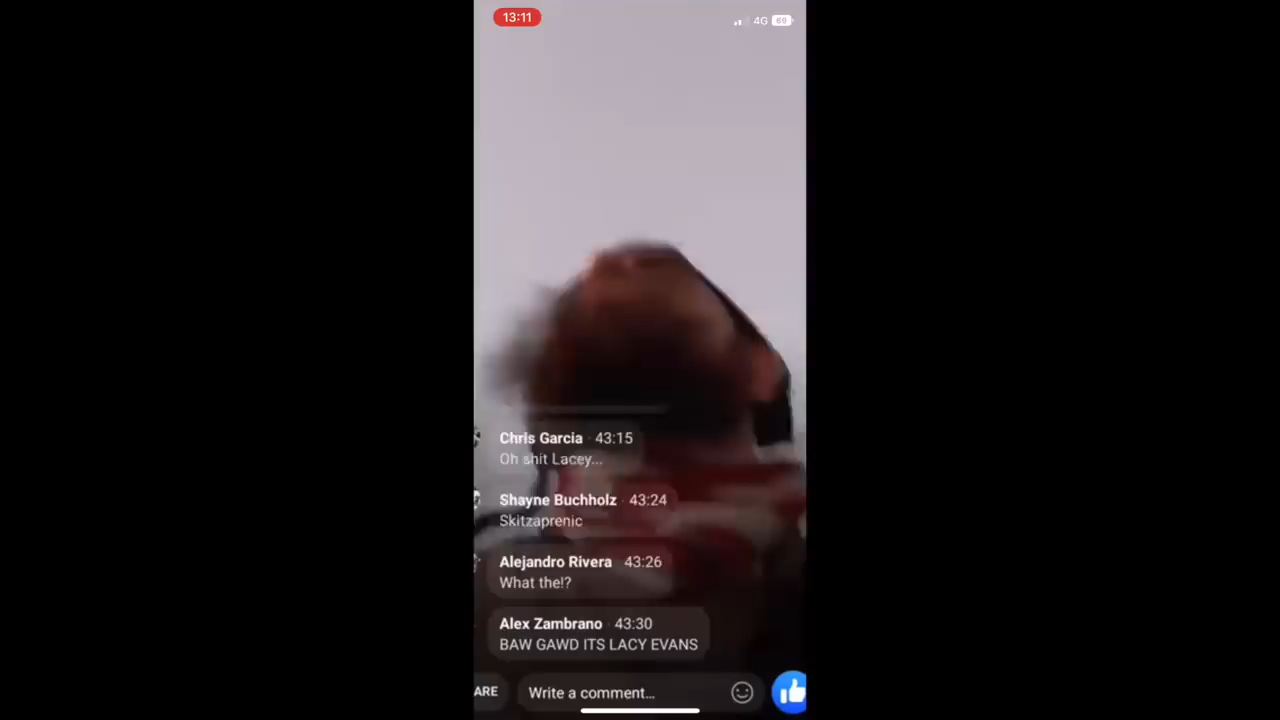 13:11
4G 69
Chris Garcia · 43:15
Oh shit Lacey...
Shayne Buchholz · 43:24
Skitzaprenic
Alejandro Rivera · 43:26
What the!?
Alex Zambrano · 43:30
BAW GAWD ITS LACY EVANS
ARE
Write a comment...